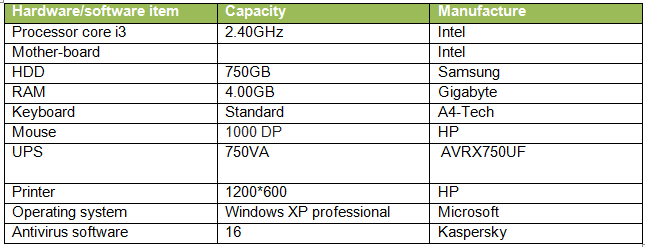 Hardware/software item Capacity Manufacture
Processor core i3 2.40GHz Intel
Mother-board Intel
HDD 750GB Samsung
RAM 4.00GB Gigabyte
Keyboard Standard A4-Tech
Mouse 1000 DP HP
UPS 750VA AVRX750UF
Printer 1200*600 HP
Operating system Windows XP professional Microsoft
Antivirus software 16 Kaspersky